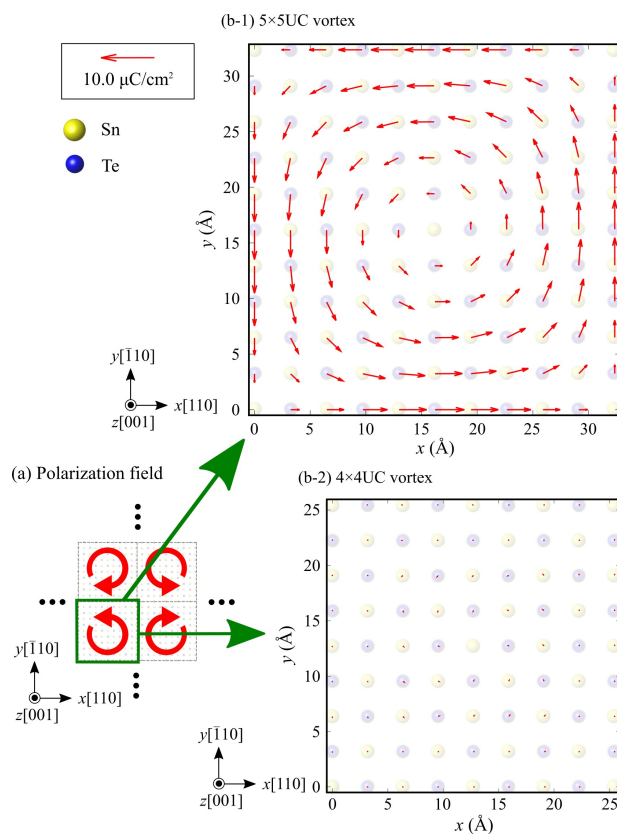 (b-1) 5×5UC vortex
10.0 μC/cm²
Sn
Te
y (Å)
30
25
20
15
10
5
0
0 5 10 15 20 25 30
x (Å)
y[1̄10]
x[110]
z[001]
(a) Polarization field
y[1̄10]
x[110]
z[001]
(b-2) 4×4UC vortex
y (Å)
25
20
15
10
5
0
0 5 10 15 20 25
x (Å)
y[1̄10]
x[110]
z[001]